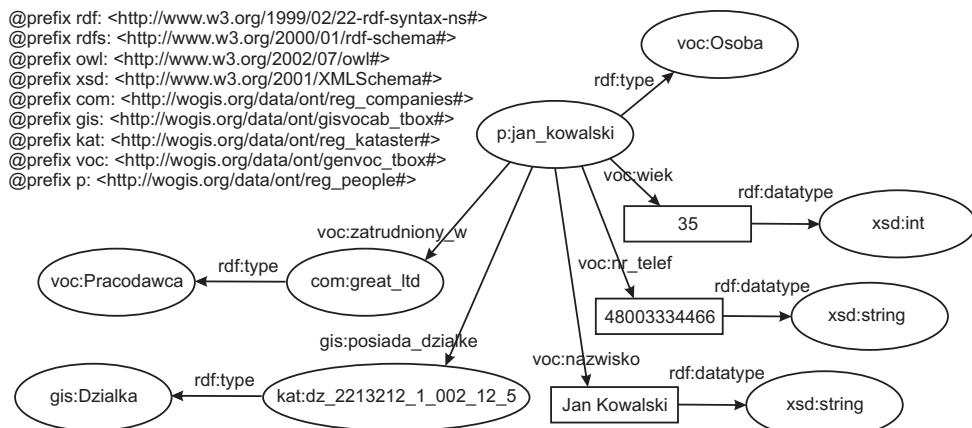 @prefix rdf: <http://www.w3.org/1999/02/22-rdf-syntax-ns#>
@prefix rdfs: <http://www.w3.org/2000/01/rdf-schema#>
@prefix owl: <http://www.w3.org/2002/07/owl#>
@prefix xsd: <http://www.w3.org/2001/XMLSchema#>
@prefix com: <http://wogis.org/data/ont/reg_companies#>
@prefix gis: <http://wogis.org/data/ont/gisvocab_tbox#>
@prefix kat: <http://wogis.org/data/ont/reg_kataster#>
@prefix voc: <http://wogis.org/data/ont/genvoc_tbox#>
@prefix p: <http://wogis.org/data/ont/reg_people#>
voc:Osoba
rdf:type
p:jan_kowalski
voc:wiek
rdf:datatype
35
xsd:int
voc:zatrudniony_w
voc:Pracodawca
rdf:type
com:great_ltd
voc:nr_telef
rdf:datatype
48003334466
xsd:string
gis:posiada_dzialke
voc:nazwisko
rdf:datatype
gis:Dzialka
rdf:type
kat:dz_2213212_1_002_12_5
Jan Kowalski
xsd:string